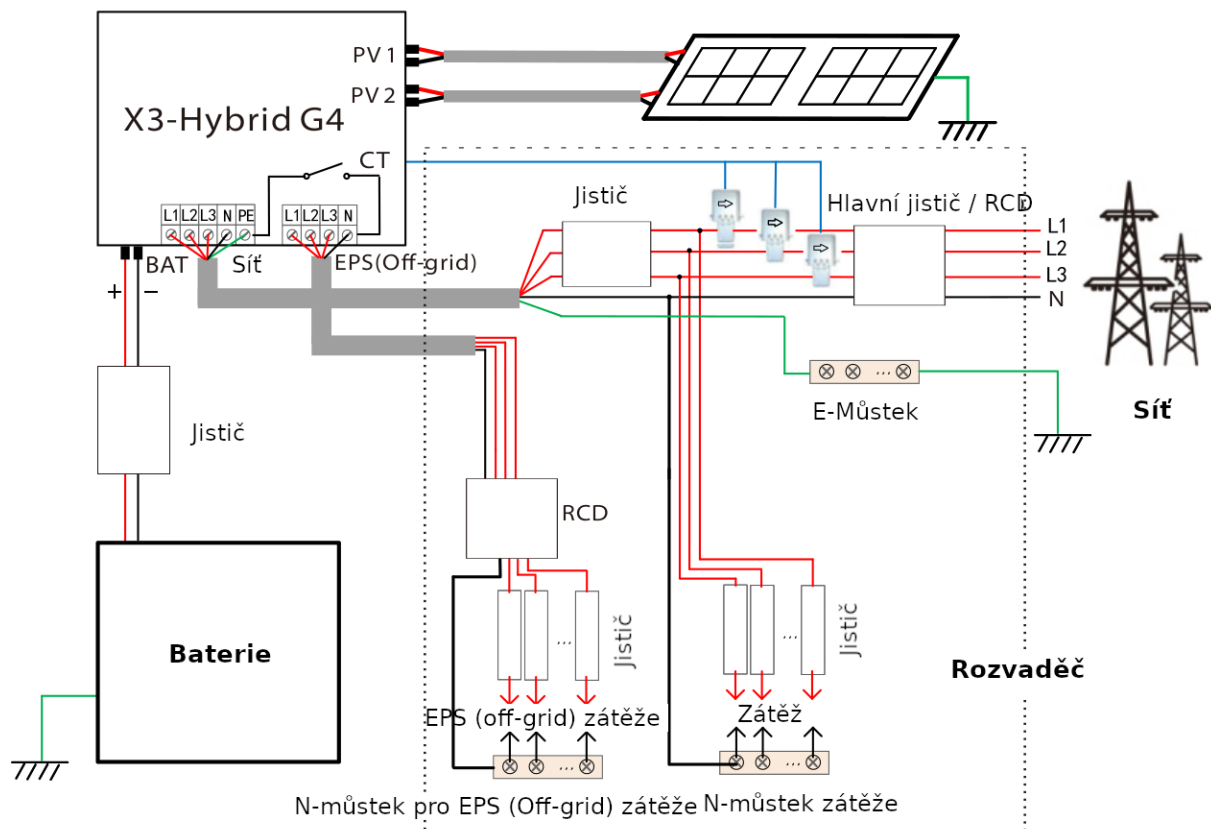 PV 1
PV 2
X3-Hybrid G4
CT
L1 L2 L3 N PE
L1 L2 L3 N
BAT
Síť
EPS(Off-grid)
+
−
Jistič
Hlavní jistič / RCD
L1
L2
L3
N
...
E-Můstek
Síť
Jistič
RCD
Baterie
...
Jistič
...
Jistič
Rozvaděč
EPS (off-grid) zátěže
Zátěž
...
...
N-můstek pro EPS (Off-grid) zátěže
N-můstek zátěže